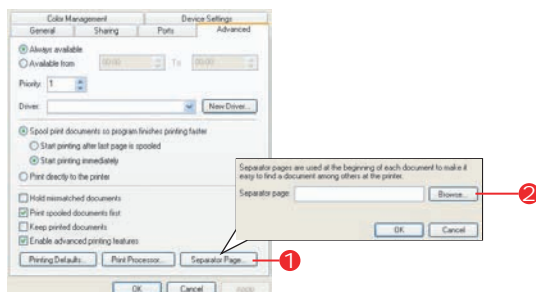 Color Management Device Settings
General Sharing Ports Advanced
Always available
Available from 00:00 To 00:00
Priority: 1
Driver: New Driver...
Spool print documents so program finishes printing faster
Start printing after last page is spooled
Start printing immediately
Print directly to the printer
Separator pages are used at the beginning of each document to make it
easy to find a document among others at the printer.
Separator page: Browse... 2
OK Cancel
Hold mismatched documents
Print spooled documents first
Keep printed documents
Enable advanced printing features
Printing Defaults... Print Processor... Separator Page... 1
OK Cancel Apply